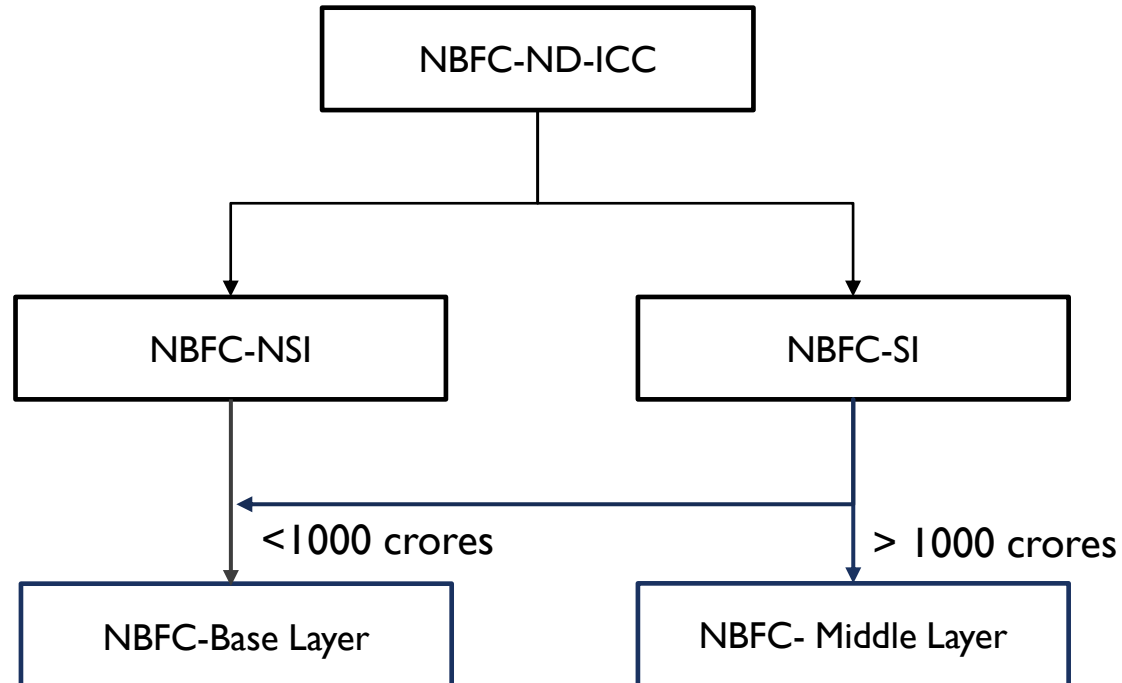 NBFC-ND-ICC
NBFC-NSI
NBFC-SI
<1000 crores
> 1000 crores
NBFC-Base Layer
NBFC- Middle Layer